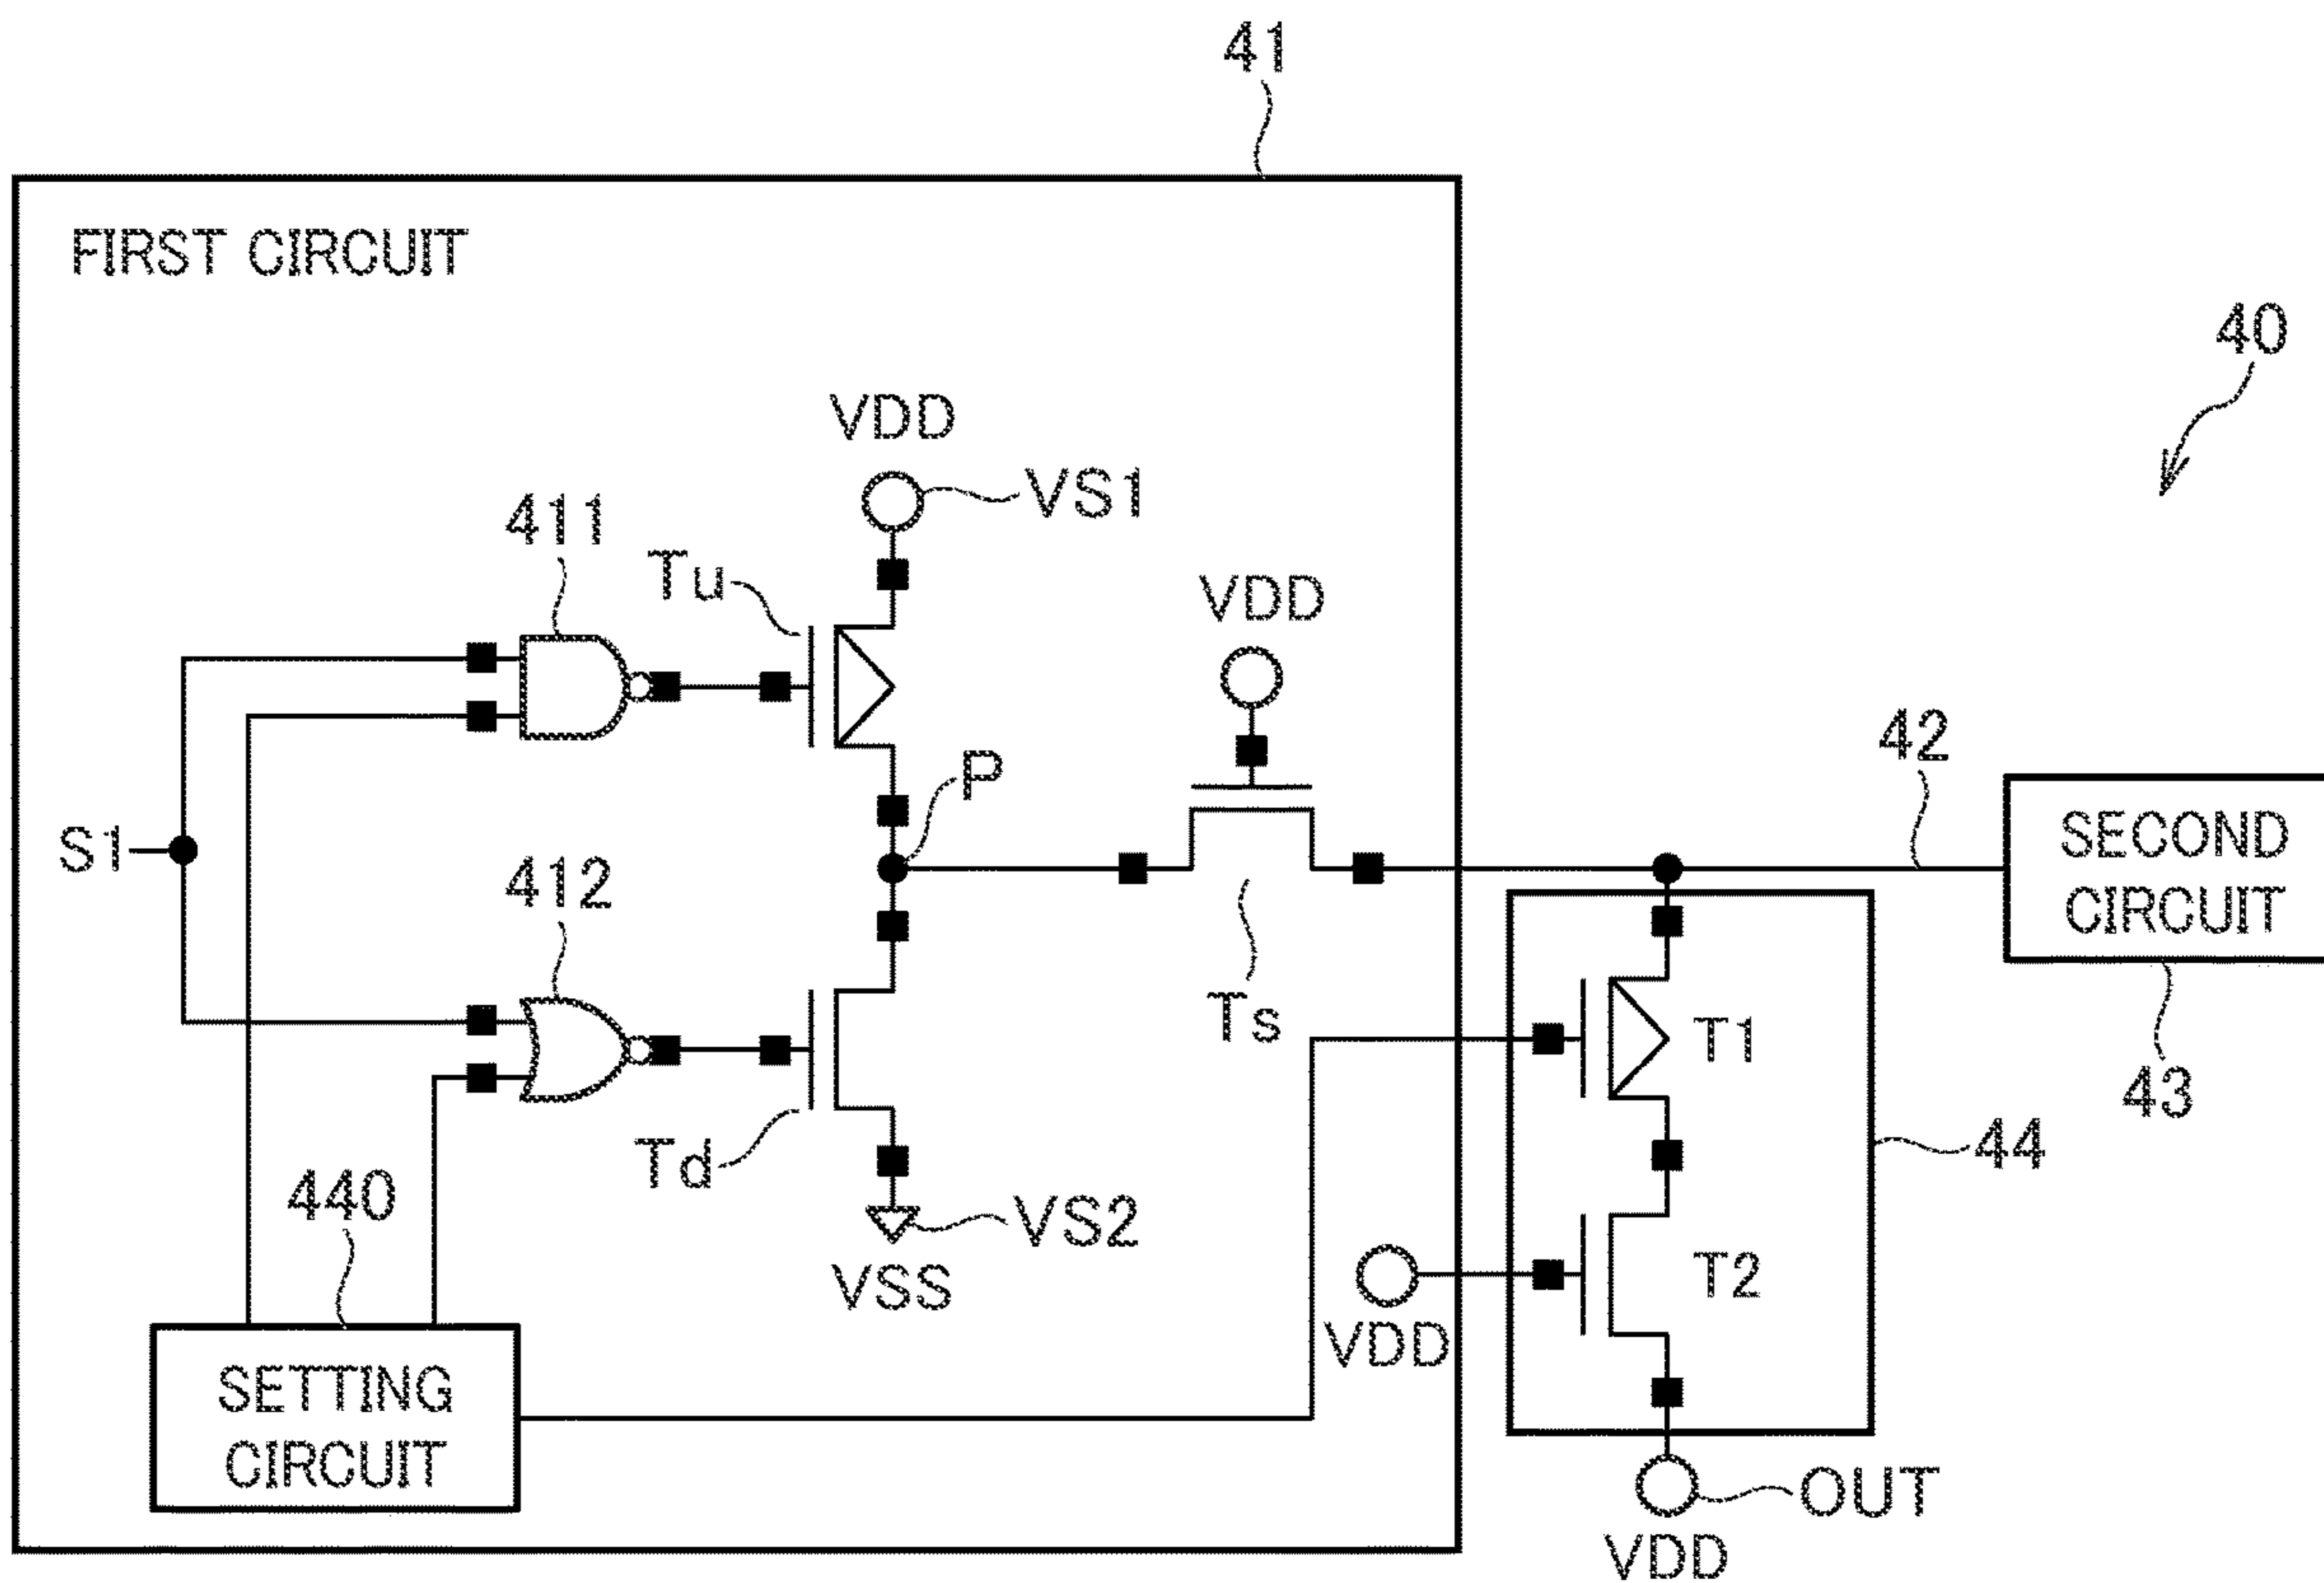 41
FIRST CIRCUIT
40
VDD
VS1
411
Tu
VDD
42
P
S1
SECOND
CIRCUIT
412
Ts
T1
43
Td
44
440
VS2
VSS
T2
VDD
SETTING
CIRCUIT
OUT
VDD